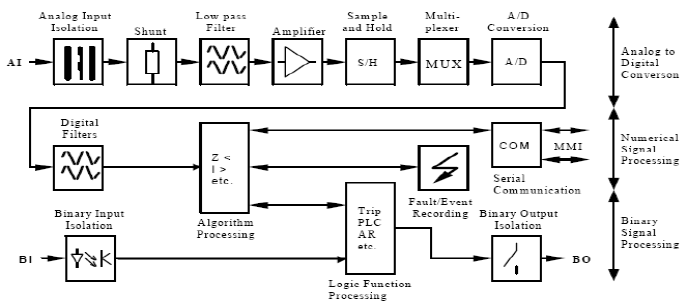 Analog Input
Isolation
Shunt
Low pass
Filter
Amplifier
Sample
and Hold
Multi-
plexer
A/D
Conversion
AI
S/H
MUX
A/D
Analog to
Digital
Converson
Digital
Filters
Z <
I >
etc.
Algorithm
Processing
COM
MMI
Serial
Communication
Fault/Event
Recording
Numerical
Signal
Processing
Binary Input
Isolation
BI
Trip
PLC
AR
etc.
Logic Function
Processing
Binary Output
Isolation
BO
Binary
Signal
Processing